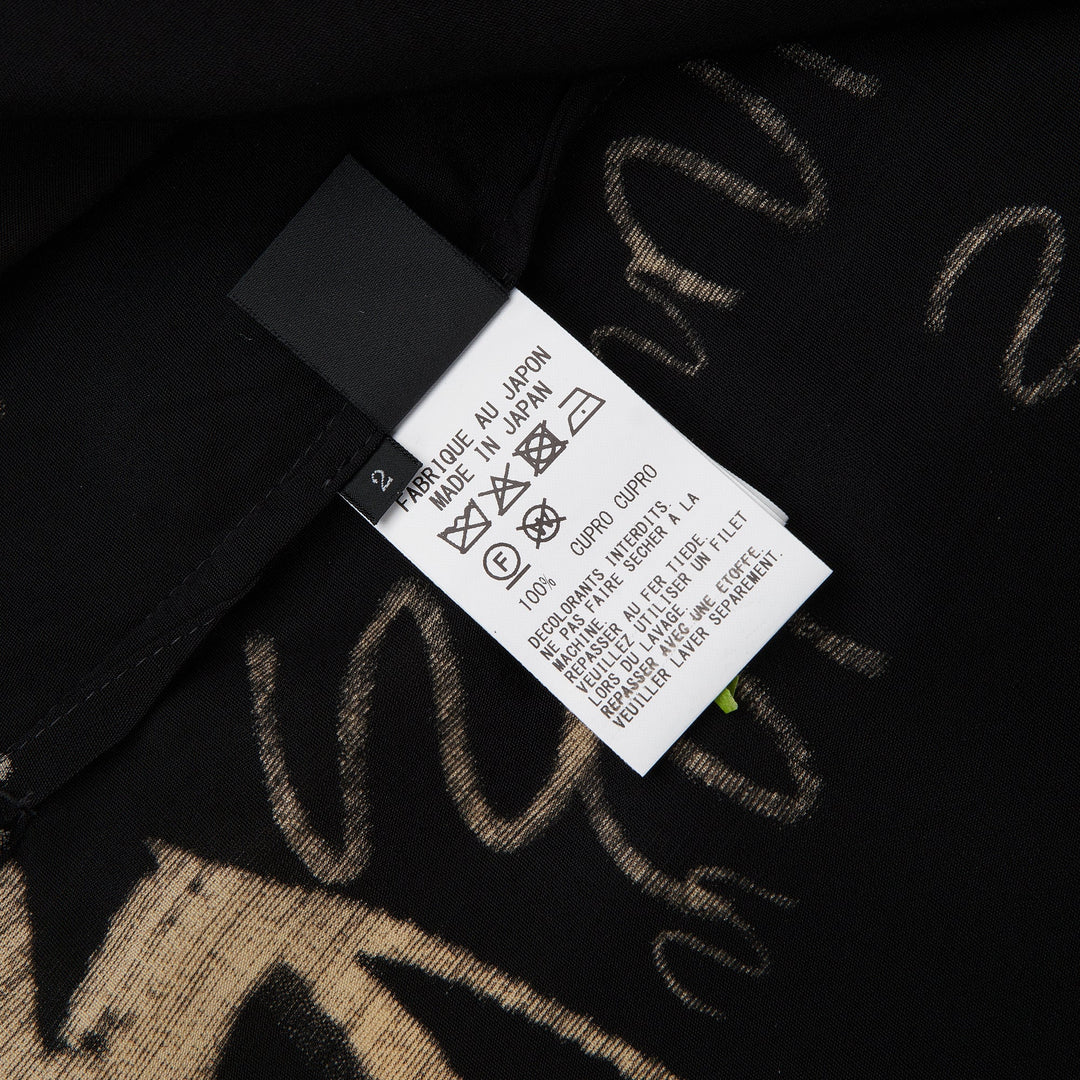 2
FABRIQUE AU JAPON
MADE IN JAPAN
F
W
100% CUPRO CUPRO
DECOLORANTS INTERDITS.
NE PAS FAIRE SECHER A LA
MACHINE.
REPASSER AU FER TIEDE.
VEUILLEZ UTILISER UN FILET
LORS DU LAVAGE.
REPASSER AVEC UNE ETOFFE.
VEUILLER LAVER SEPAREMENT.